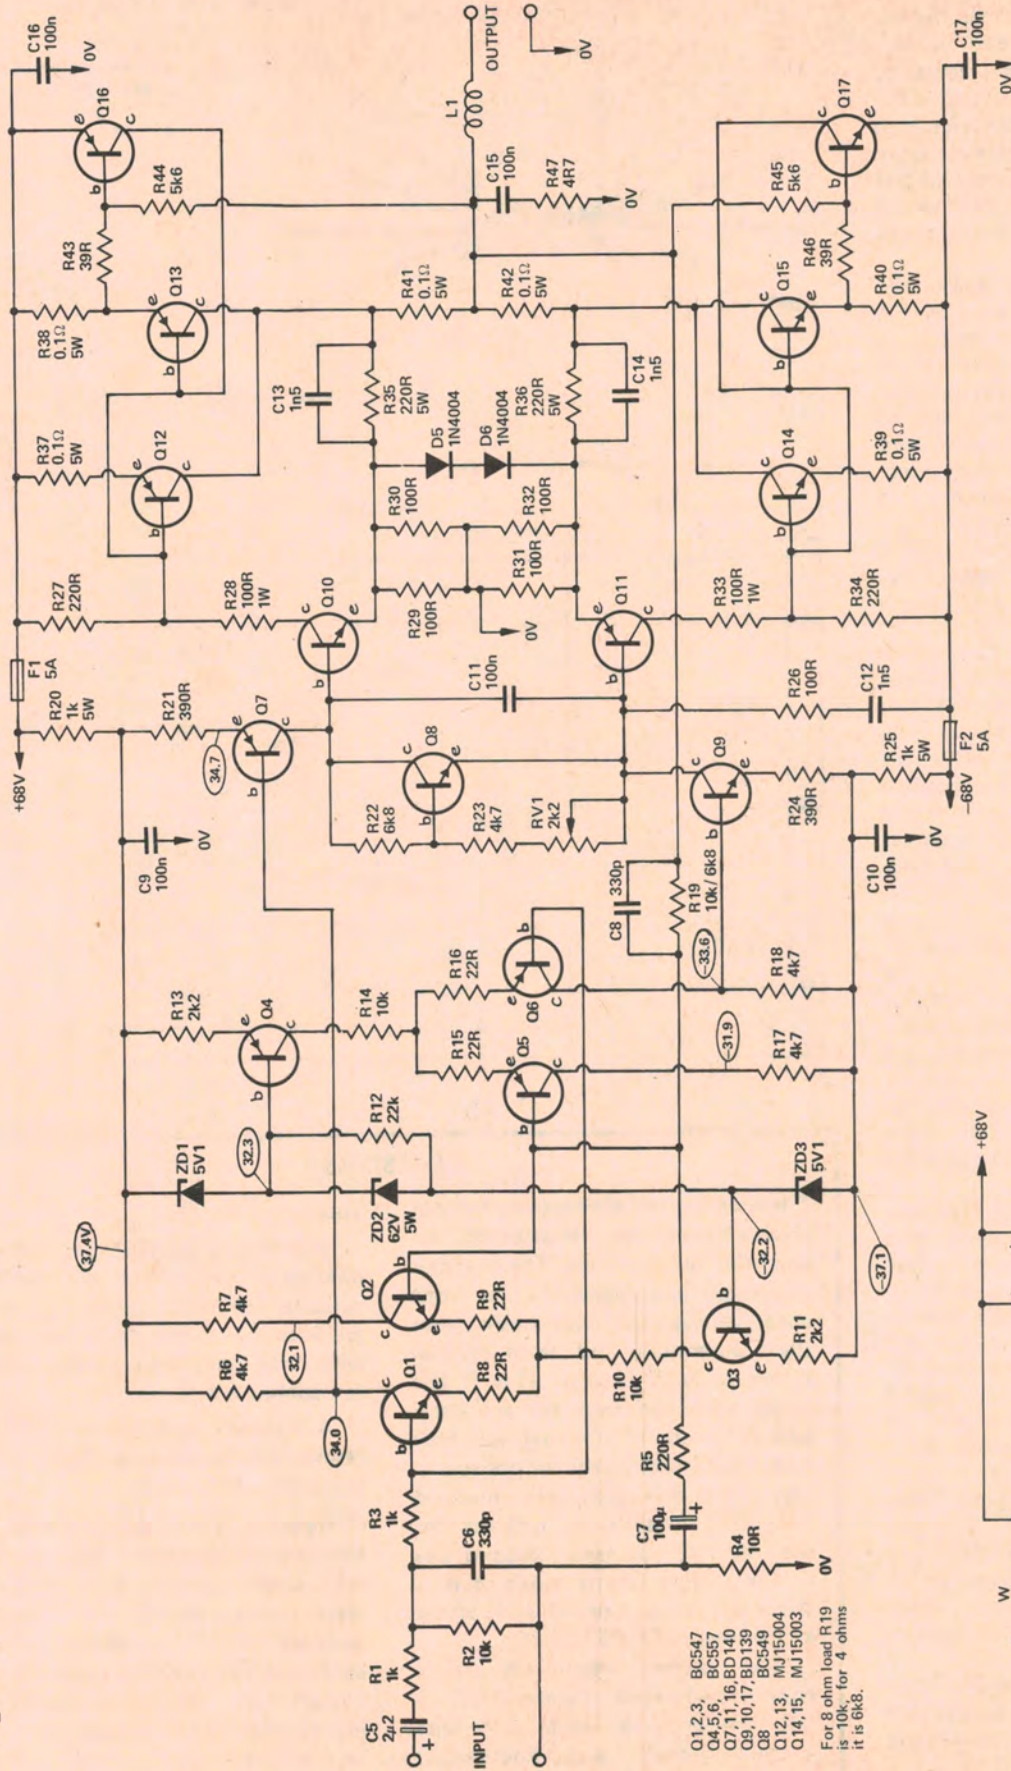 +68V
F1
5A
C16
100n
0V
R20
1k
5W
R27
220R
R37
0.1Ω
5W
R38
0.1Ω
5W
R43
39R
Q16
e
c
b
R44
5k6
Q13
e
c
b
Q12
e
c
b
37.4V
C9
100n
0V
R21
390R
34.7
Q7
e
c
b
R28
100R
1W
Q10
c
e
b
C13
1n5
R35
220R
5W
R41
0.1Ω
5W
L1
OUTPUT
0V
C15
100n
R47
4R7
0V
R42
0.1Ω
5W
D5
1N4004
D6
1N4004
R30
100R
R32
100R
R29
100R
R31
100R
0V
R36
220R
5W
C14
1n5
R6
4k7
R7
4k7
32.1
34.0
ZD1
5V1
32.3
R13
2k2
Q4
e
c
b
R12
22k
R14
10k
ZD2
62V
5W
R15
22R
R16
22R
Q5
e
c
b
Q6
e
c
b
Q1
c
e
b
Q2
c
e
b
R8
22R
R9
22R
R22
6k8
Q8
c
e
R23
4k7
RV1
2k2
C11
100n
Q11
e
c
b
R33
100R
1W
R34
220R
R26
100R
C12
1n5
C8
330p
R19
10k/6k8
-33.6
-31.9
R17
4k7
R18
4k7
Q9
c
e
b
R24
390R
R25
1k
5W
C10
100n
0V
F2
5A
-68V
Q14
c
e
b
Q15
c
e
b
R39
0.1Ω
5W
R40
0.1Ω
5W
R45
5k6
R46
39R
Q17
c
e
b
C17
100n
0V
INPUT
C5
2μ2
+
R1
1k
R2
10k
R3
1k
C6
330p
C7
100μ
+
R5
220R
R4
10R
0V
R10
10k
Q3
c
e
b
R11
2k2
-32.2
ZD3
5V1
-37.1
Q1,2,3, BC547
Q4,5,6, BC557
Q7,11,16,BD140
Q9,10,17,BD139
Q8 BC549
Q12,13, MJ15004
Q14,15, MJ15003
For 8 ohm load R19
is 10k, for 4 ohms
it is 6k8.
+68V
W